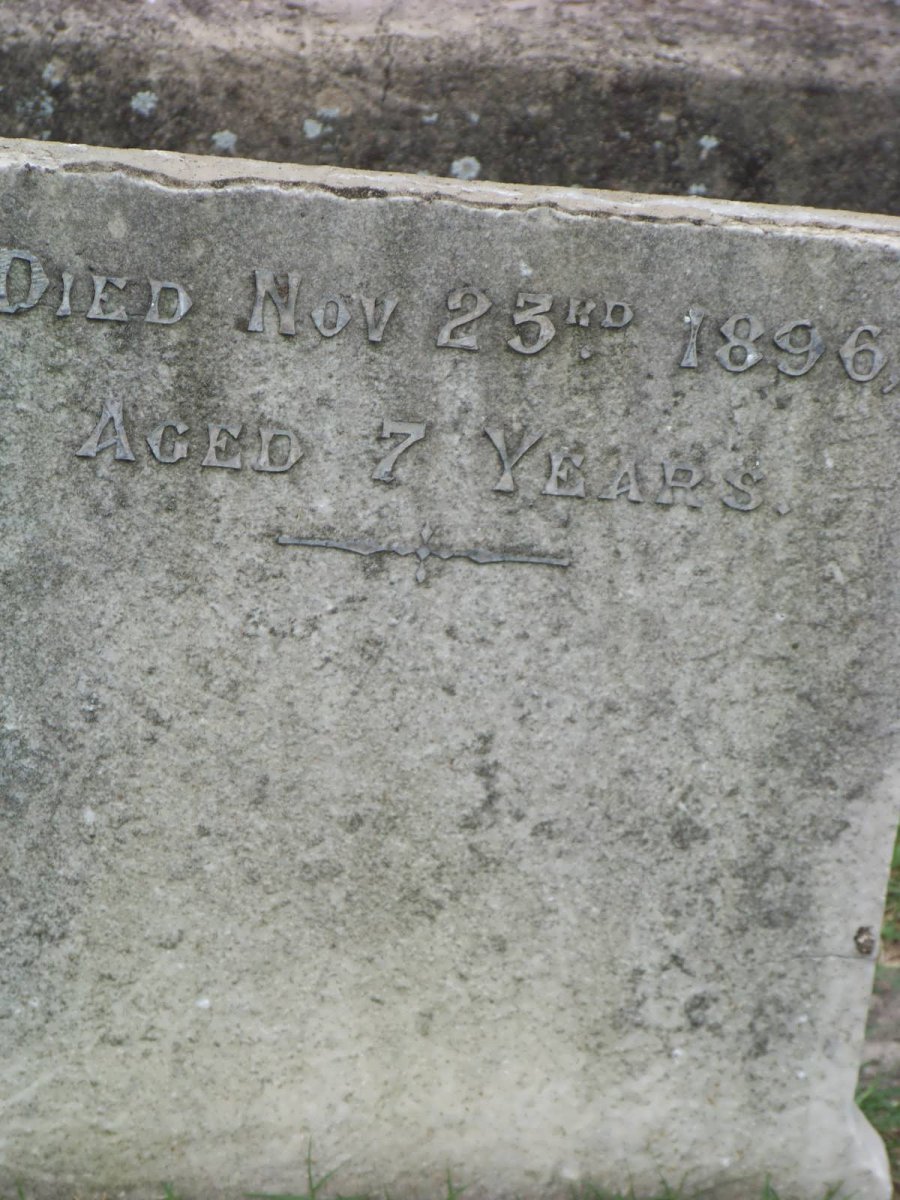 Died Nov 23rd 1896,
Aged 7 Years.